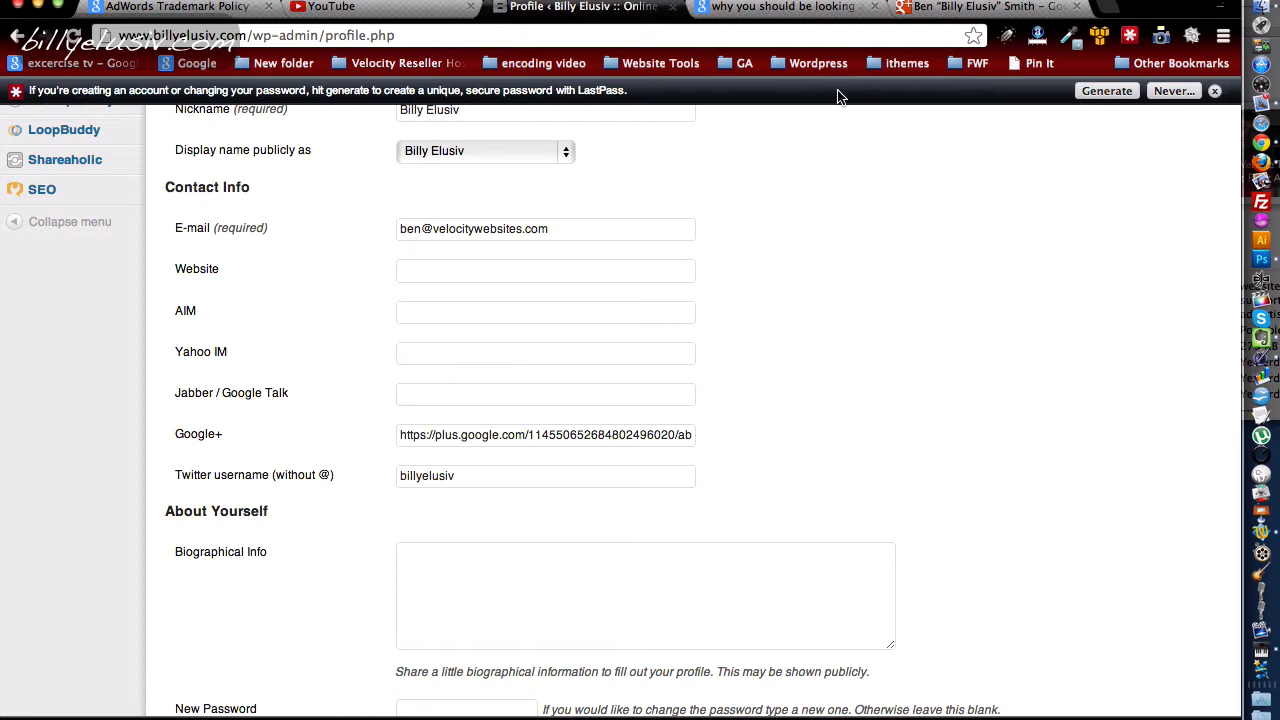 AdWords Trademark Policy
YouTube
Profile ‹ Billy Elusiv :: Online
why you should be looking
Ben "Billy Elusiv" Smith - Goo
billyelusiv.com
www.billyelusiv.com/wp-admin/profile.php
excercise tv - Googl
Google
New folder
Velocity Reseller Hos
encoding video
Website Tools
GA
Wordpress
ithemes
FWF
Pin It
Other Bookmarks
If you're creating an account or changing your password, hit generate to create a unique, secure password with LastPass.
Generate
Never...
Nickname (required)
Billy Elusiv
LoopBuddy
Display name publicly as
Billy Elusiv
Shareaholic
SEO
Contact Info
Collapse menu
E-mail (required)
ben@velocitywebsites.com
Website
AIM
Yahoo IM
Jabber / Google Talk
Google+
https://plus.google.com/114550652684802496020/ab
Twitter username (without @)
billyelusiv
About Yourself
Biographical Info
Share a little biographical information to fill out your profile. This may be shown publicly.
New Password
If you would like to change the password type a new one. Otherwise leave this blank.